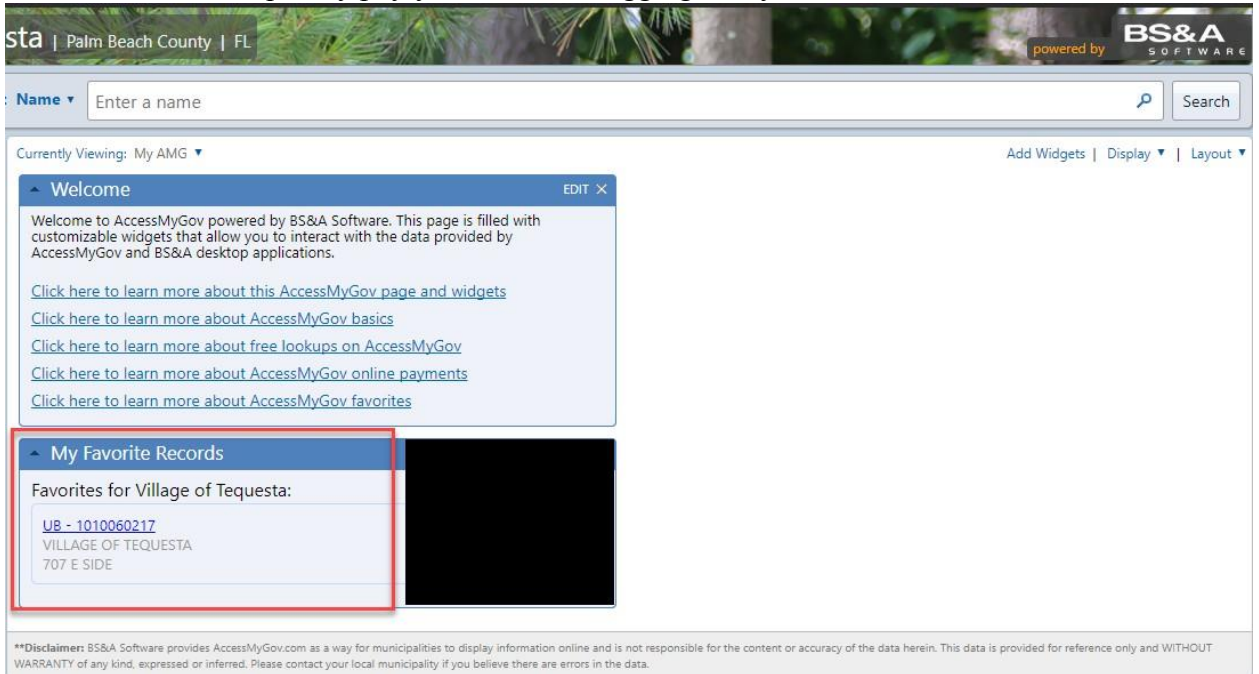 sta | Palm Beach County | FL
powered by BS&A SOFTWARE
: Name ▾ Enter a name Search
Currently Viewing: My AMG ▼ Add Widgets | Display ▼ | Layout ▼
Welcome EDIT ×
Welcome to AccessMyGov powered by BS&A Software. This page is filled with
customizable widgets that allow you to interact with the data provided by
AccessMyGov and BS&A desktop applications.
Click here to learn more about this AccessMyGov page and widgets
Click here to learn more about AccessMyGov basics
Click here to learn more about free lookups on AccessMyGov
Click here to learn more about AccessMyGov online payments
Click here to learn more about AccessMyGov favorites
My Favorite Records
Favorites for Village of Tequesta:
UB - 1010060217
VILLAGE OF TEQUESTA
707 E SIDE
**Disclaimer: BS&A Software provides AccessMyGov.com as a way for municipalities to display information online and is not responsible for the content or accuracy of the data herein. This data is provided for reference only and WITHOUT
WARRANTY of any kind, expressed or inferred. Please contact your local municipality if you believe there are errors in the data.